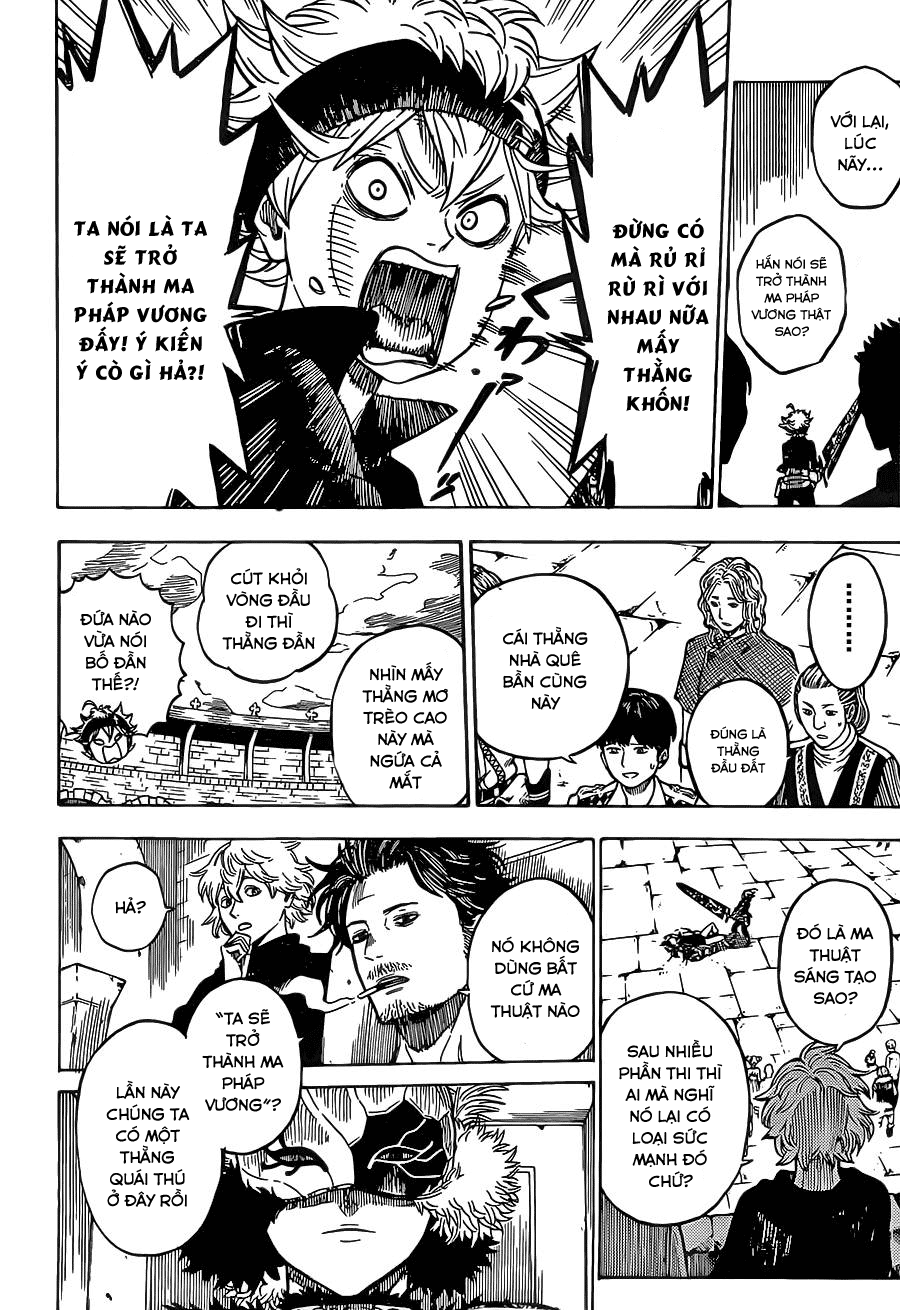 VỚI LẠI,
LÚC
NÃY...
HẮN NÓI SẼ
TRỞ THÀNH
MA PHÁP
VƯƠNG THẬT
SAO?
ĐỪNG CÓ
MÀ RỦ RỈ
RÙ RÌ VỚI
NHAU NỮA
MẤY
THẰNG
KHỐN!
くわっ
TA NÓI LÀ TA
SẼ TRỞ
THÀNH MA
PHÁP VƯƠNG
ĐẤY! Ý KIẾN
Ý CÒ GÌ HẢ?!
.........
ĐÚNG LÀ
THẰNG
ĐẦU ĐẤT
CÁI THẰNG
NHÀ QUÊ
BẦN CÙNG
NÀY
NHÌN MẤY
THẰNG MƠ
TRÈO CAO
NÀY MÀ
NGỨA CẢ
MẮT
CÚT KHỎI
VÒNG ĐẦU
ĐI THÌ
THẰNG ĐẦN
ĐỨA NÀO
VỪA NÓI
BỐ ĐẦN
THẾ?!
ĐÓ LÀ MA
THUẬT
SÁNG TẠO
SAO?
SAU NHIỀU
PHẦN THI THÌ
AI MÀ NGHĨ
NÓ LẠI CÓ
LOẠI SỨC
MẠNH ĐÓ
CHỨ?
NÓ KHÔNG
DÙNG BẤT
CỨ MA
THUẬT NÀO
HẢ?
"TA SẼ
TRỞ
THÀNH MA
PHÁP
VƯƠNG"?
LẦN NÀY
CHÚNG TA
CÓ MỘT
THẰNG
QUÁI THÚ
Ở ĐÂY RỒI